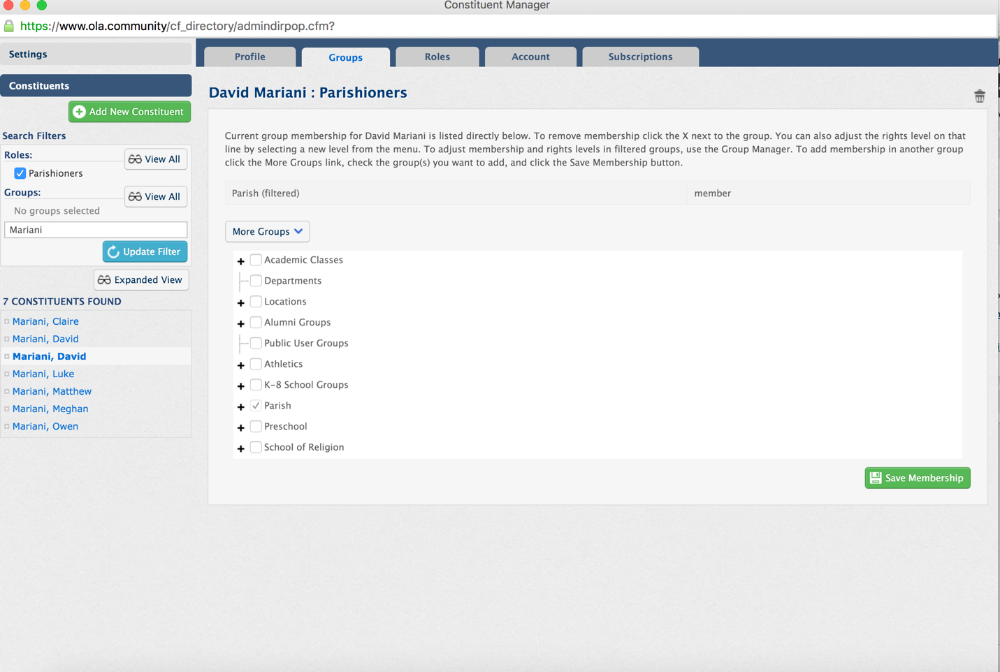 Constituent Manager
https://www.ola.community/cf_directory/admindirpop.cfm?
Settings
Profile
Groups
Roles
Account
Subscriptions
Constituents
Add New Constituent
Search Filters
Roles:
View All
Parishioners
Groups:
View All
No groups selected
Mariani
Update Filter
Expanded View
7 CONSTITUENTS FOUND
Mariani, Claire
Mariani, David
Mariani, David
Mariani, Luke
Mariani, Matthew
Mariani, Meghan
Mariani, Owen
David Mariani : Parishioners
Current group membership for David Mariani is listed directly below. To remove membership click the X next to the group. You can also adjust the rights level on that
line by selecting a new level from the menu. To adjust membership and rights levels in filtered groups, use the Group Manager. To add membership in another group
click the More Groups link, check the group(s) you want to add, and click the Save Membership button.
Parish (filtered)
member
More Groups
Academic Classes
Departments
Locations
Alumni Groups
Public User Groups
Athletics
K-8 School Groups
Parish
Preschool
School of Religion
Save Membership